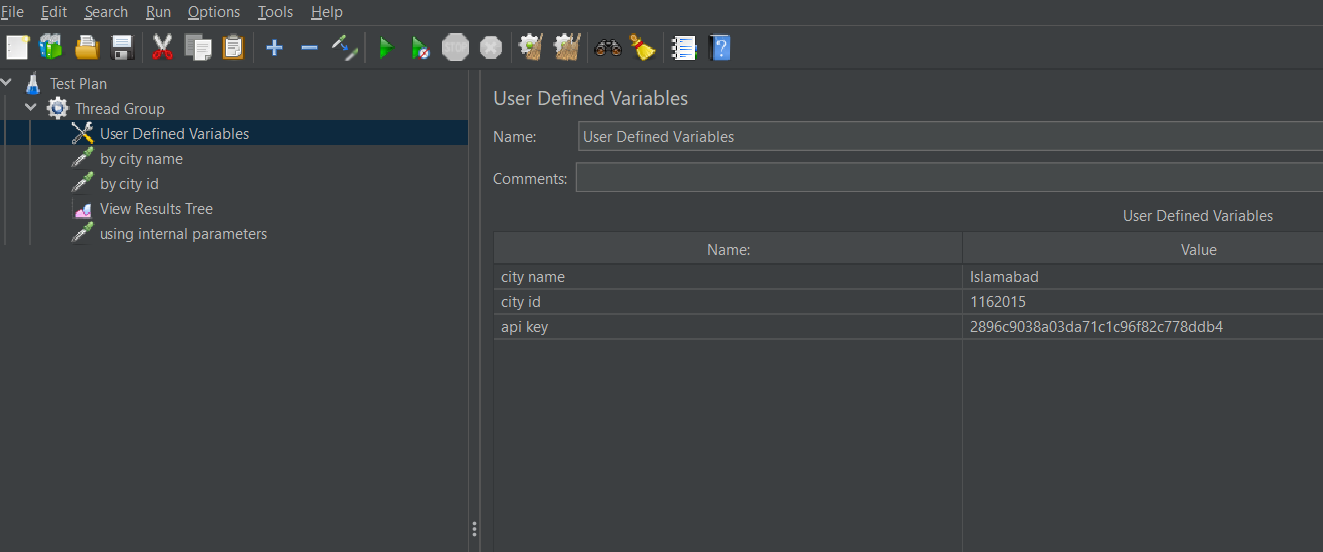 File Edit Search Run Options Tools Help
STOP
Test Plan
Thread Group
User Defined Variables
by city name
by city id
View Results Tree
using internal parameters
User Defined Variables
Name: User Defined Variables
Comments:
User Defined Variables
Name: Value
city name Islamabad
city id 1162015
api key 2896c9038a03da71c1c96f82c778ddb4